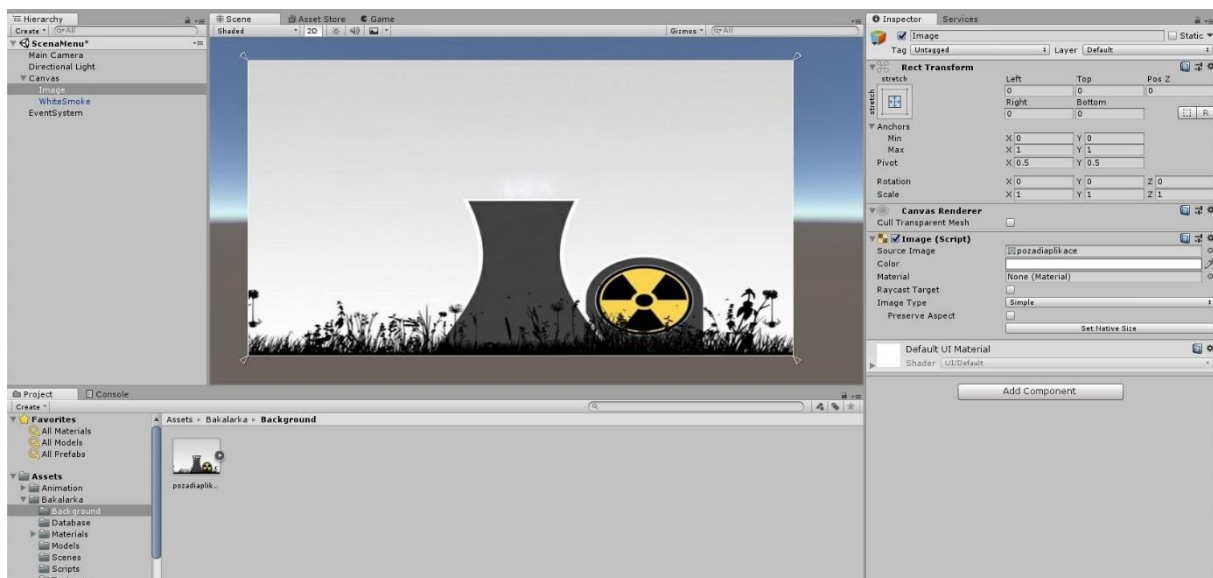 Hierarchy
Create All
ScenaMenu*
Main Camera
Directional Light
Canvas
Image
WhiteSmoke
EventSystem
Scene Asset Store Game
Shaded 2D Gizmos All
Inspector Services
Image Static
Tag Untagged Layer Default
Rect Transform
stretch Left Top Pos Z
stretch
0 0 0
Right Bottom
0 0 R
Anchors
Min X 0 Y 0
Max X 1 Y 1
Pivot X 0.5 Y 0.5
Rotation X 0 Y 0 Z 0
Scale X 1 Y 1 Z 1
Canvas Renderer
Cull Transparent Mesh
Image (Script)
Source Image pozadiaplikace
Color
Material None (Material)
Raycast Target
Image Type Simple
Preserve Aspect
Set Native Size
Default UI Material
Shader UI/Default
Add Component
Project Console
Create
Favorites
All Materials
All Models
All Prefabs
Assets
Animation
Bakalarka
Background
Database
Materials
Models
Scenes
Scripts
Assets Bakalarka Background
pozadiaplik...